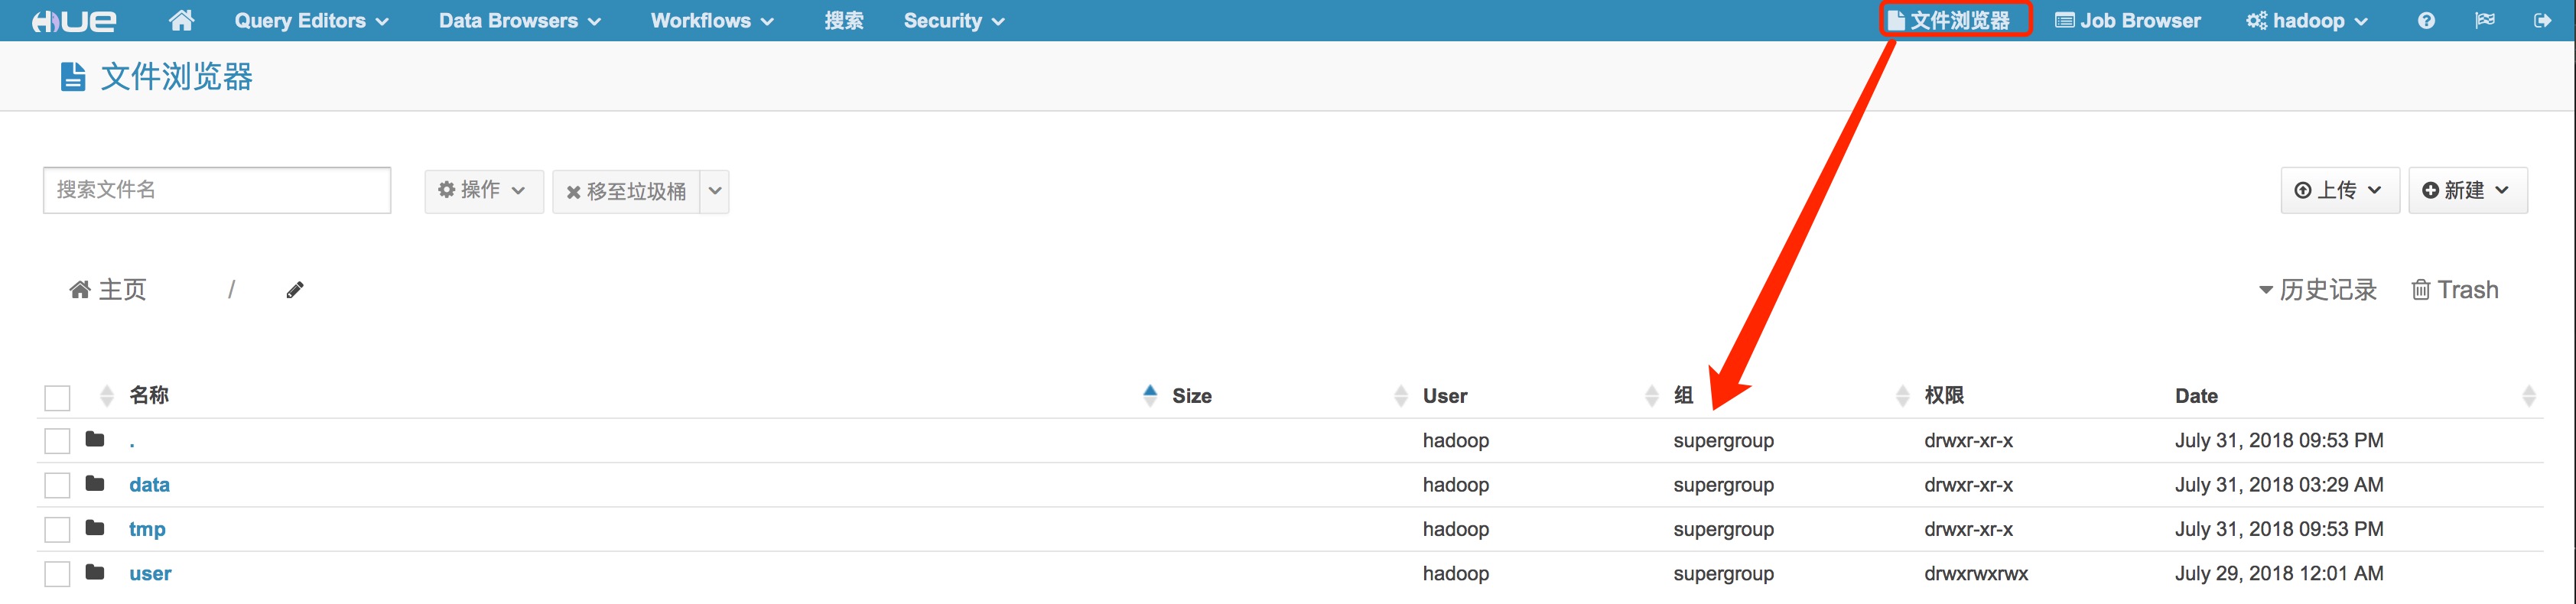 HUE Query Editors Data Browsers Workflows 搜索 Security 文件浏览器 Job Browser hadoop
文件浏览器
搜索文件名 操作 移至垃圾桶 上传 新建
主页 / 历史记录 Trash
名称 Size User 组 权限 Date
. hadoop supergroup drwxr-xr-x July 31, 2018 09:53 PM
data hadoop supergroup drwxr-xr-x July 31, 2018 03:29 AM
tmp hadoop supergroup drwxr-xr-x July 31, 2018 09:53 PM
user hadoop supergroup drwxrwxrwx July 29, 2018 12:01 AM